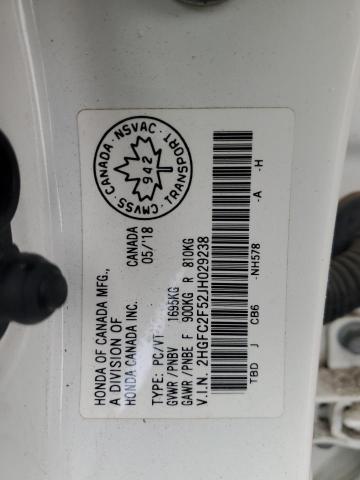 HONDA OF CANADA MFG., CANADA
A DIVISION OF 05/'18
HONDA CANADA INC.
TYPE: PC/VT
GVWR /PNBV 1695KG
GAWR /PNBE F 900KG R 810KG
V.I.N. 2HGFC2F52JH029238
TBD J CB6 -NH578 -A -H
CMVSS CANADA NSVAC TRANSPORT
942